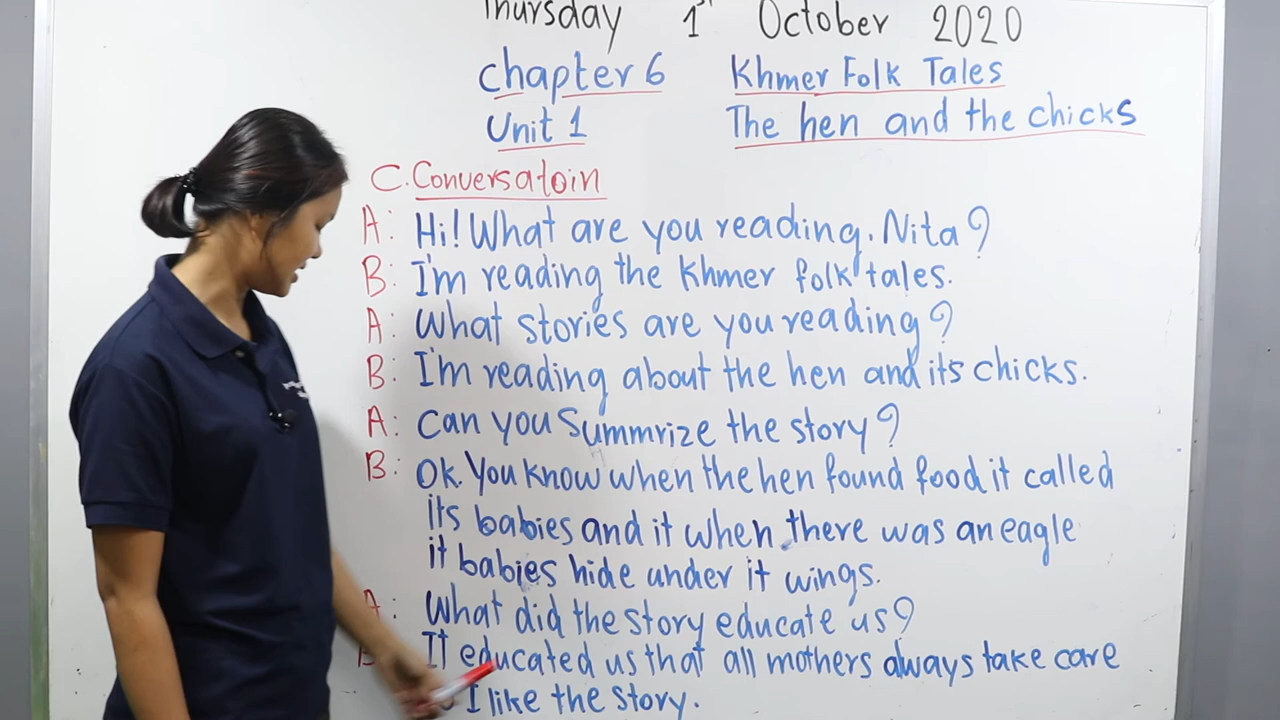 Thursday 1st October 2020
Chapter 6 Khmer Folk Tales
Unit 1 The hen and the chicks
C. Conversatoin
A: Hi! What are you reading, Nita?
B: I'm reading the Khmer folk tales.
A: What stories are you reading?
B: I'm reading about the hen and its chicks.
A: Can you Summrize the story?
B: Ok. You know when the hen found food it called
its babies and it when there was an eagle
it babies hide under it wings.
A: What did the story educate us?
B: It educated us that all mothers always take care
I like the story.